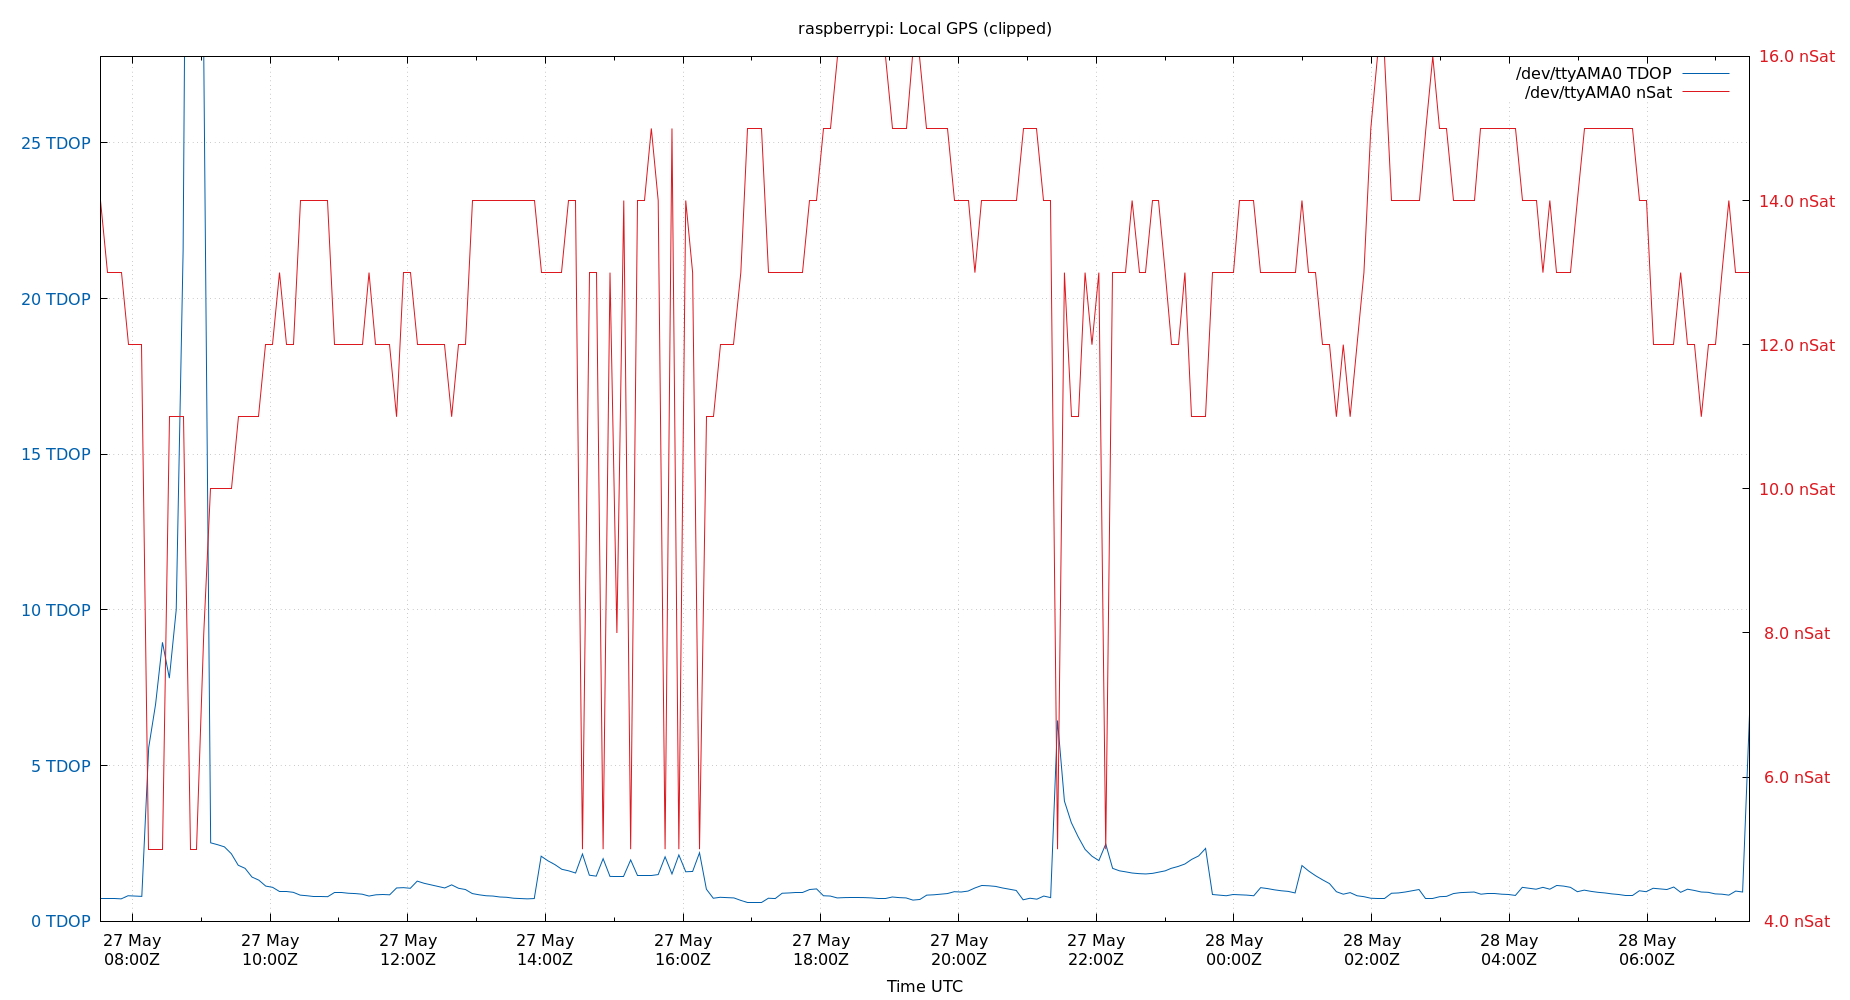 raspberrypi: Local GPS (clipped)
16.0 nSat
/dev/ttyAMA0 TDOP
/dev/ttyAMA0 nSat
25 TDOP
14.0 nSat
20 TDOP
12.0 nSat
15 TDOP
10.0 nSat
10 TDOP
8.0 nSat
5 TDOP
6.0 nSat
0 TDOP
4.0 nSat
27 May 27 May 27 May 27 May 27 May 27 May 27 May 27 May 28 May 28 May 28 May 28 May
08:00Z 10:00Z 12:00Z 14:00Z 16:00Z 18:00Z 20:00Z 22:00Z 00:00Z 02:00Z 04:00Z 06:00Z
Time UTC